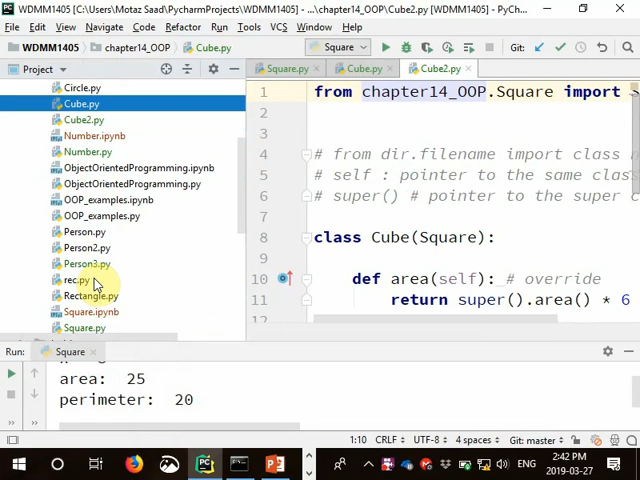 WDMM1405 [C:\Users\Motaz Saad\PycharmProjects\WDMM1405] - ...\chapter14_OOP\Cube2.py - PyCh...
File Edit View Navigate Code Refactor Run Tools VCS Window Help
WDMM1405 chapter14_OOP Cube.py Square Git:
Project Square.py Cube.py Cube2.py
Circle.py
Cube.py
Cube2.py
Number.ipynb
Number.py
ObjectOrientedProgramming.ipynb
ObjectOrientedProgramming.py
OOP_examples.ipynb
OOP_examples.py
Person.py
Person2.py
Person3.py
rec.py
Rectangle.py
Square.ipynb
Square.py
1 from chapter14_OOP.Square import
2
3
4 # from dir.filename import class
5 # self : pointer to the same class
6 # super() # pointer to the super c
7
8 class Cube(Square):
9
10 def area(self): # override
11 return super().area() * 6
12
Run: Square
area: 25
perimeter: 20
1:10 CRLF UTF-8 4 spaces Git: master
ENG 2:42 PM
2019-03-27